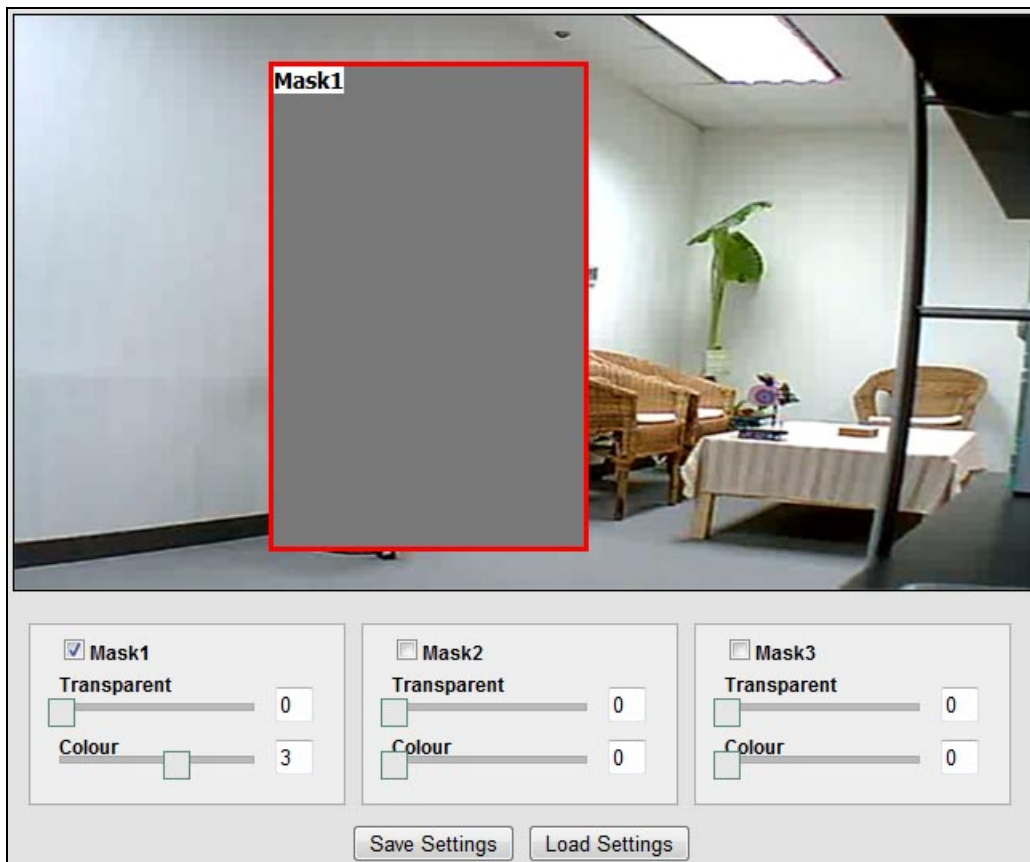 Mask1
Mask1
Transparent
0
Colour
3
Mask2
Transparent
0
Colour
0
Mask3
Transparent
0
Colour
0
Save Settings
Load Settings